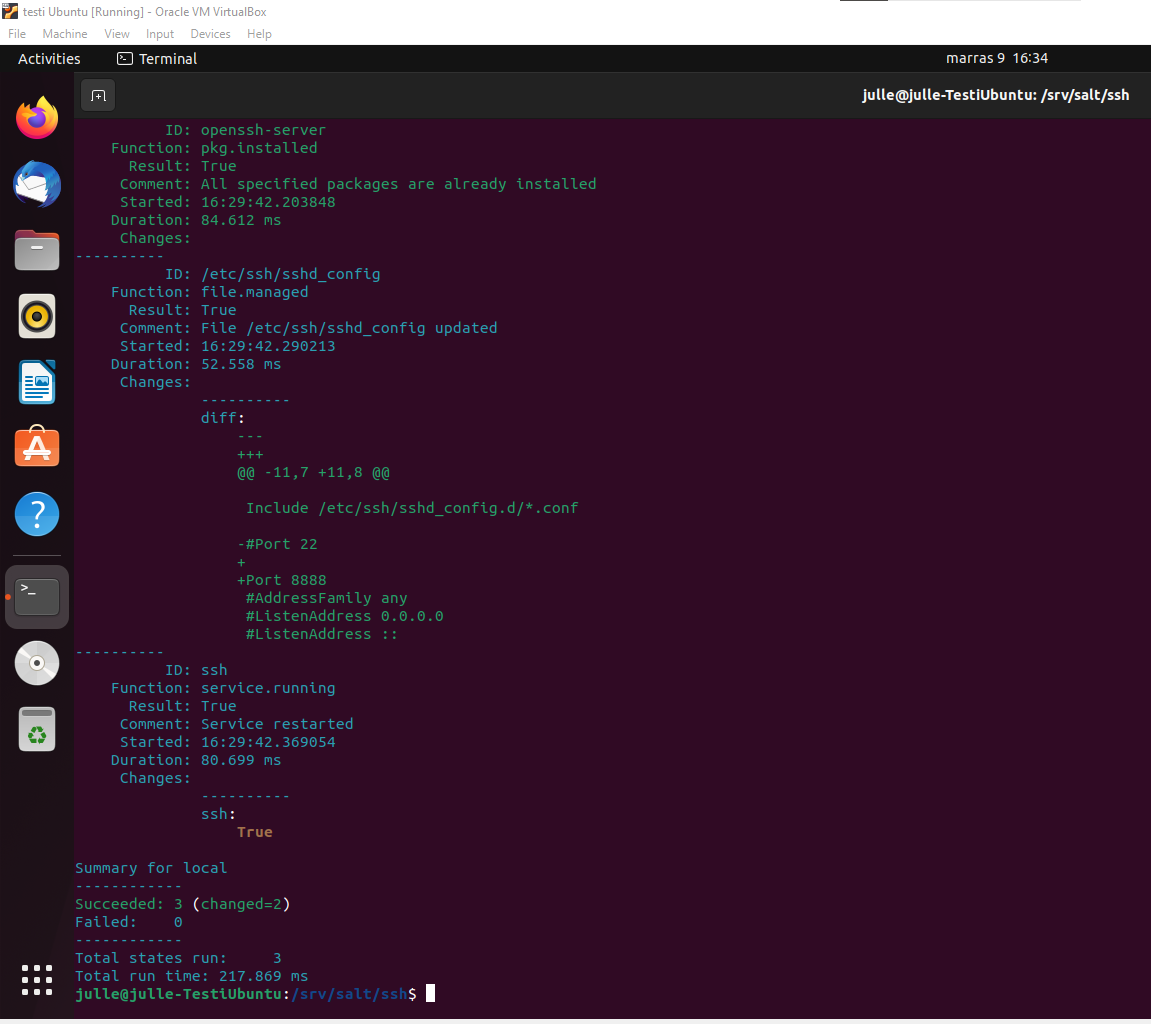 testi Ubuntu [Running] - Oracle VM VirtualBox
File Machine View Input Devices Help
Activities Terminal marras 9 16:34
julle@julle-TestiUbuntu: /srv/salt/ssh
ID: openssh-server
Function: pkg.installed
Result: True
Comment: All specified packages are already installed
Started: 16:29:42.203848
Duration: 84.612 ms
Changes:
----------
ID: /etc/ssh/sshd_config
Function: file.managed
Result: True
Comment: File /etc/ssh/sshd_config updated
Started: 16:29:42.290213
Duration: 52.558 ms
Changes:
----------
diff:
---
+++
@@ -11,7 +11,8 @@
Include /etc/ssh/sshd_config.d/*.conf
-#Port 22
+
+Port 8888
#AddressFamily any
#ListenAddress 0.0.0.0
#ListenAddress ::
----------
ID: ssh
Function: service.running
Result: True
Comment: Service restarted
Started: 16:29:42.369054
Duration: 80.699 ms
Changes:
----------
ssh:
True
Summary for local
------------
Succeeded: 3 (changed=2)
Failed: 0
------------
Total states run: 3
Total run time: 217.869 ms
julle@julle-TestiUbuntu:/srv/salt/ssh$